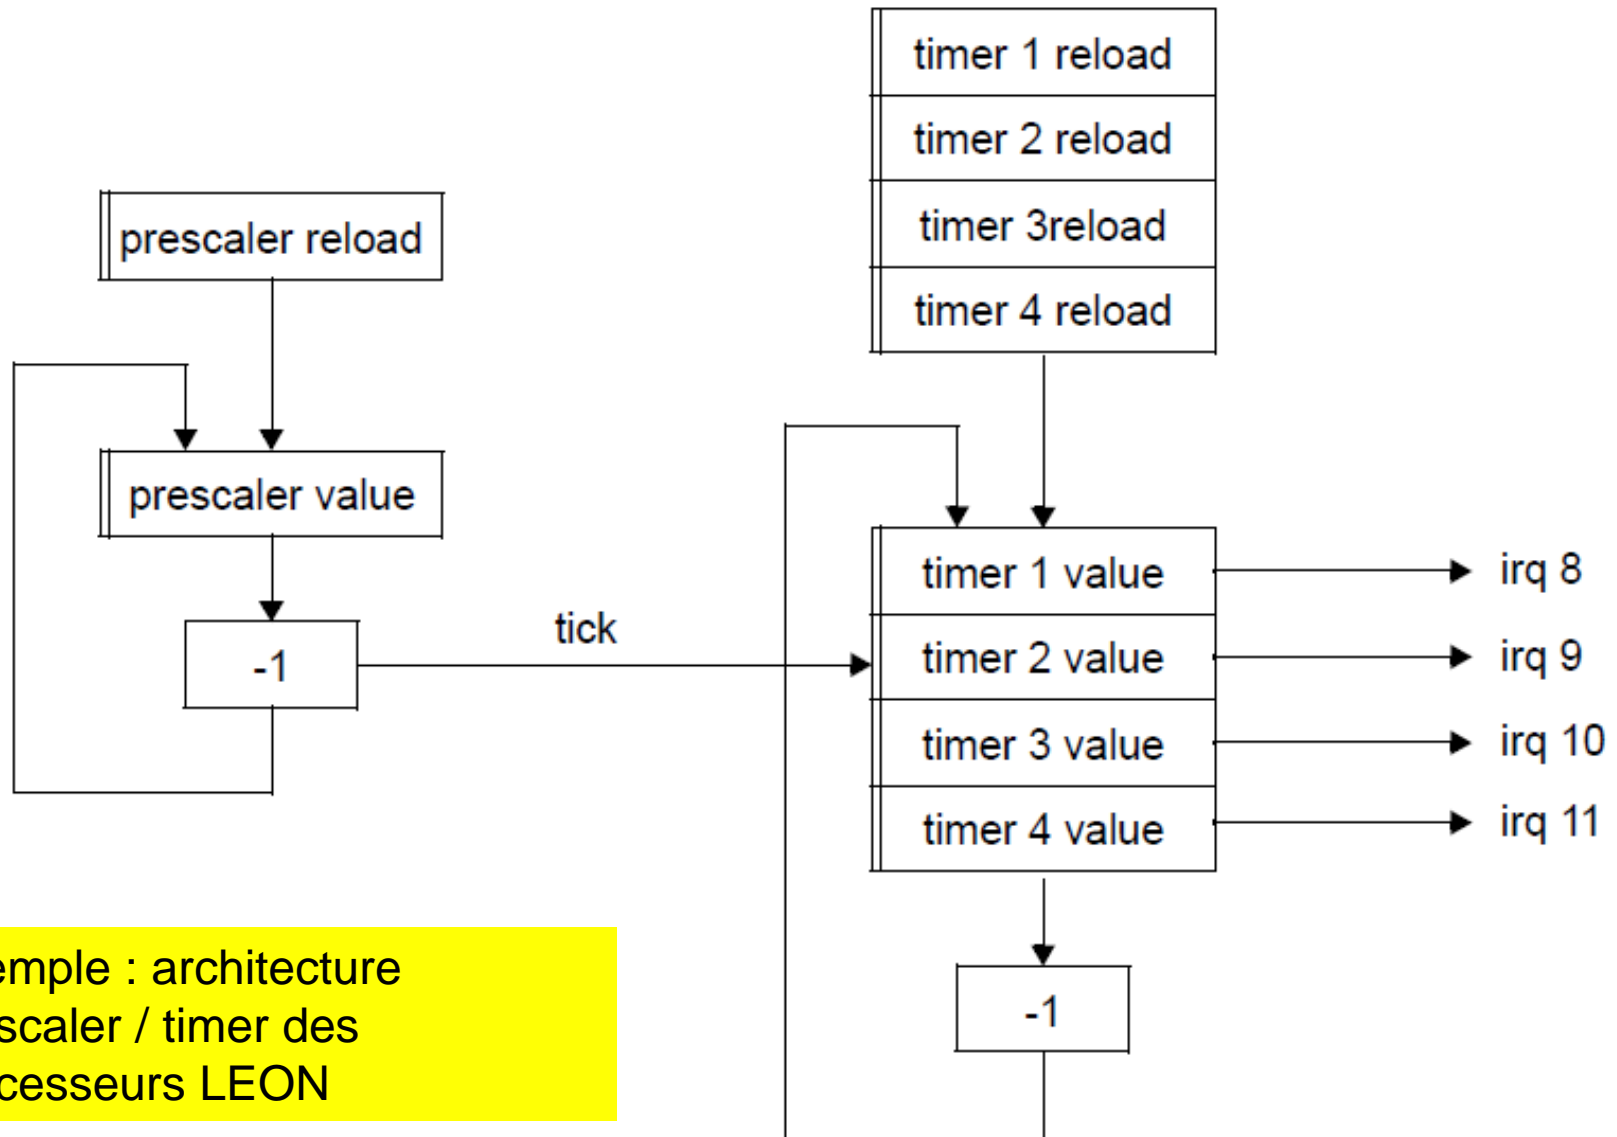 timer 1 reload
timer 2 reload
timer 3reload
timer 4 reload
prescaler reload
prescaler value
-1
tick
timer 1 value
timer 2 value
timer 3 value
timer 4 value
irq 8
irq 9
irq 10
irq 11
-1
emple : architecture
scaler / timer des
cesseurs LEON